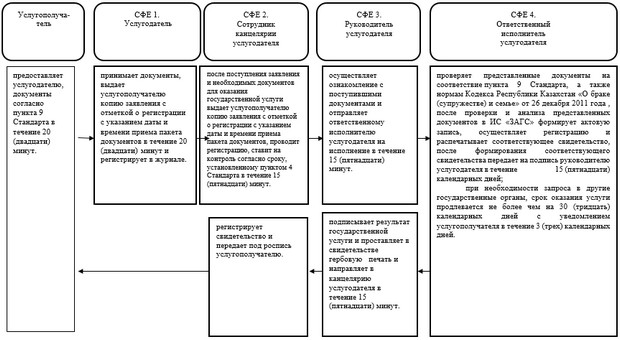 Услугополуча-
тель
СФЕ 1.
Услугодатель
СФЕ 2.
Сотрудник
канцелярии
услугодателя
СФЕ 3.
Руководитель
услугодателя
СФЕ 4.
Ответственный
исполнитель
услугодателя
предоставляет
услугодателю,
документы
согласно
пункта 9
Стандарта в
течение 20
(двадцати)
минут.
принимает документы,
выдает
услугополучателю
копию заявления с
отметкой о регистрации
с указанием даты и
времени приема пакета
документов в течение 20
(двадцати) минут и
регистрирует в журнале.
после поступления заявления
и необходимых документов
для оказания
государственной услуги
выдает услугополучателю
копию заявления с отметкой
о регистрации с указанием
даты и времени приема
пакета документов, проводит
регистрацию, ставит на
контроль согласно сроку,
установленному пунктом 4
Стандарта в течение 15
(пятнадцати) минут.
осуществляет
ознакомление с
поступившими
документами и
отправляет
ответственному
исполнителю
услугодателя на
исполнение в течение
15 (пятнадцати)
минут.
проверяет представленные документы на
соответствие пункта 9 Стандарта, а также
нормам Кодекса Республики Казахстан «О браке
(супружестве) и семье» от 26 декабря 2011 года ,
после проверки и анализа представленных
документов в ИС «ЗАГС» формирует актовую
запись, осуществляет регистрацию и
распечатывает соответствующее свидетельство,
после формирования соответствующего
свидетельства передает на подпись руководителю
услугодателя в течение 15 (пятнадцати)
календарных дней;
при необходимости запроса в другие
государственные органы, срок оказания услуги
продлевается не более чем на 30 (тридцать)
календарных дней с уведомлением
услугополучателя в течение 3 (трех) календарных
дней.
регистрирует
свидетельство и
передает под роспись
услугополучателю.
подписывает результат
государственной
услуги и проставляет в
свидетельстве
гербовую печать и
направляет в
канцелярию
услугодателя в
течение 15
(пятнадцати) минут.